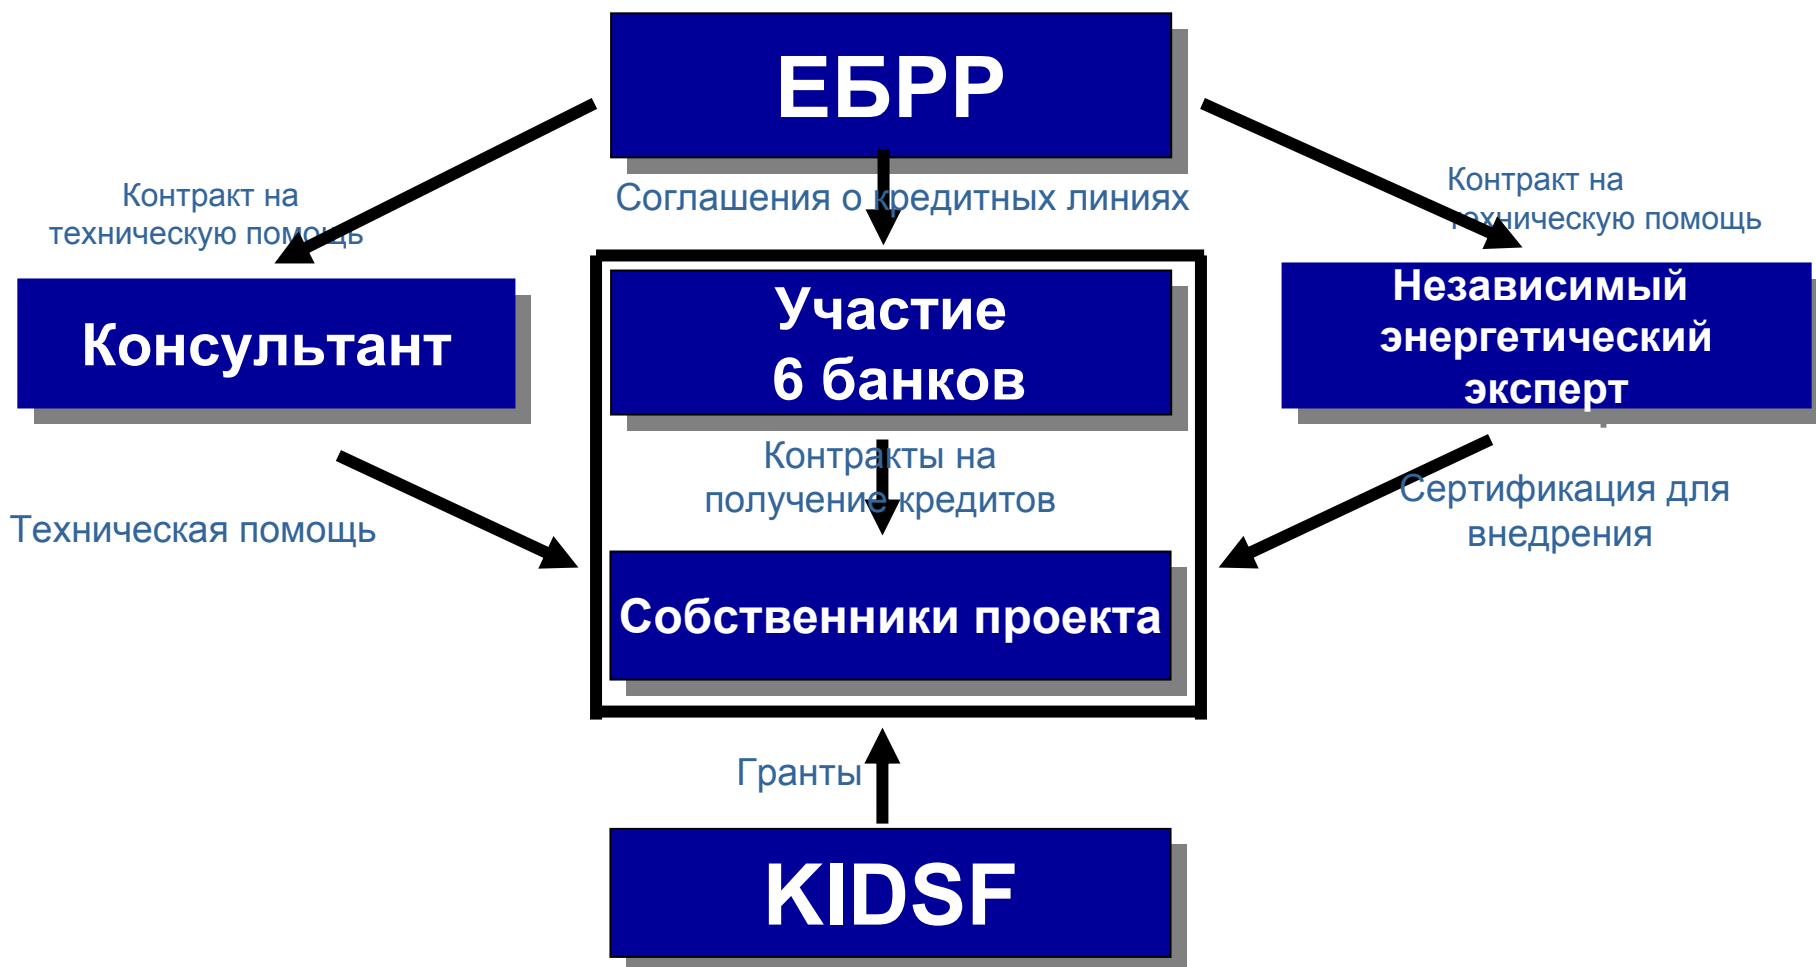 ЕБРР
Контракт на
техническую помощь
Соглашения о кредитных линиях
Контракт на
техническую помощь
Консультант
Участие
6 банков
Независимый
энергетический
эксперт
Контракты на
получение кредитов
Техническая помощь
Сертификация для
внедрения
Собственники проекта
Гранты
KIDSF